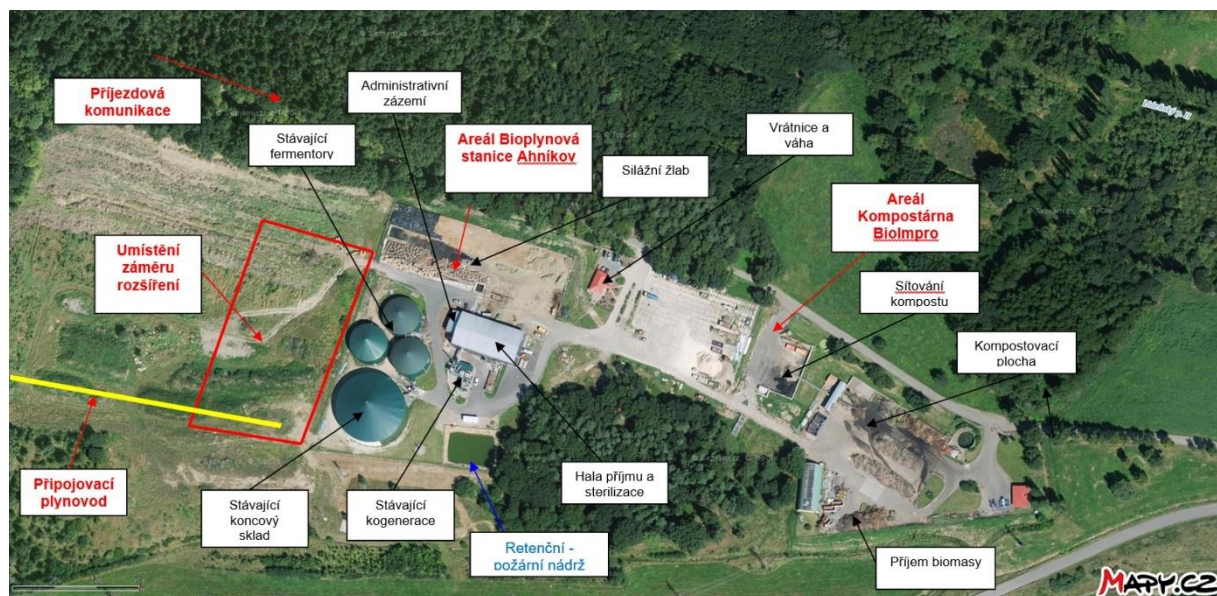 Příjezdová
komunikace
Administrativní
zázemí
Stávající
fermentory
Areál Bioplynová
stanice Ahníkov
Silážní žlab
Vrátnice a
váha
Areál
Kompostárna
BioImpro
Sítování
kompostu
Kompostovací
plocha
Umístění
záměru
rozšíření
Připojovací
plynovod
Stávající
koncový
sklad
Stávající
kogenerace
Hala příjmu a
sterilizace
Retenční -
požární nádrž
Příjem biomasy
MAPY.CZ